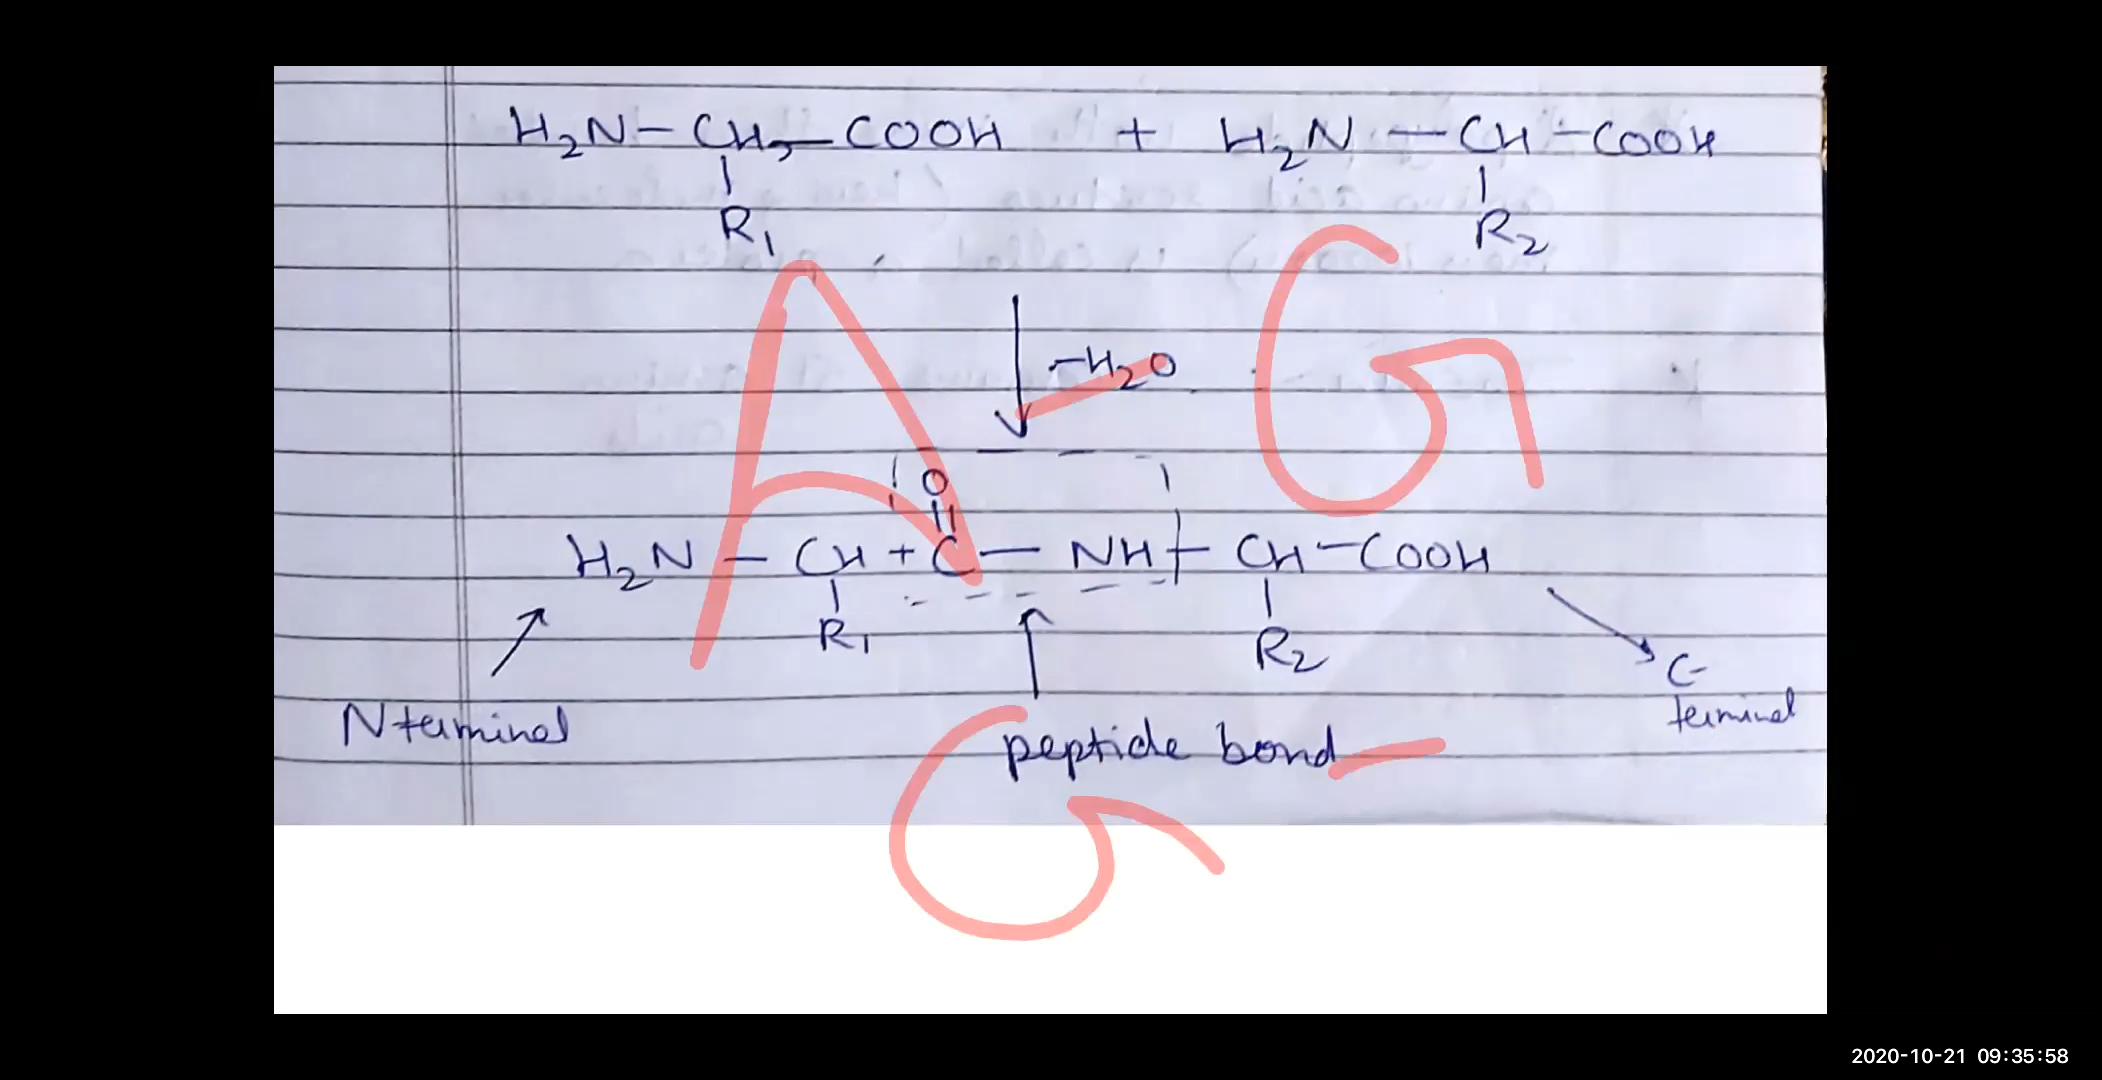 H₂N — CH₂ — COOH + H₂N — CH — COOH
R₁ R₂
-H₂O
A - G
O
H₂N — CH + C — NH + CH — COOH
R₁ R₂
N terminal
C-
terminal
peptide bond
G -
2020-10-21 09:35:58